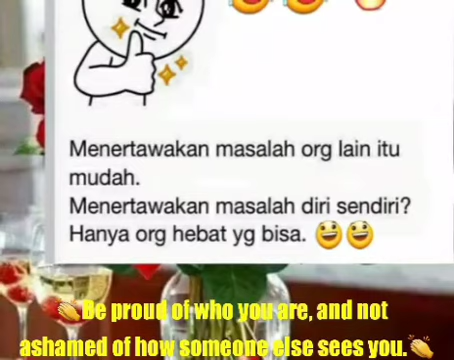 Menertawakan masalah org lain itu
mudah.
Menertawakan masalah diri sendiri?
Hanya org hebat yg bisa. 😃😃
👏Be proud of who you are, and not
ashamed of how someone else sees you.👏